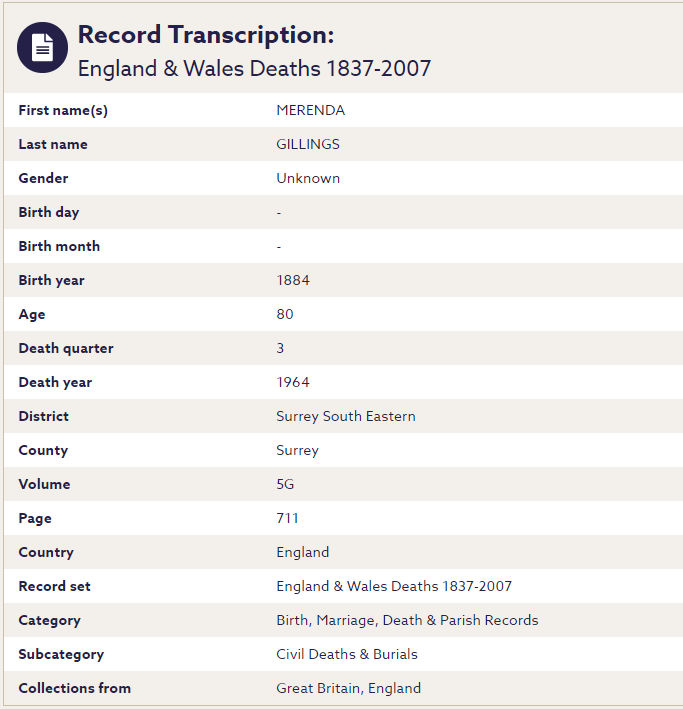 Record Transcription:
England & Wales Deaths 1837-2007
First name(s) MERENDA
Last name GILLINGS
Gender Unknown
Birth day -
Birth month -
Birth year 1884
Age 80
Death quarter 3
Death year 1964
District Surrey South Eastern
County Surrey
Volume 5G
Page 711
Country England
Record set England & Wales Deaths 1837-2007
Category Birth, Marriage, Death & Parish Records
Subcategory Civil Deaths & Burials
Collections from Great Britain, England